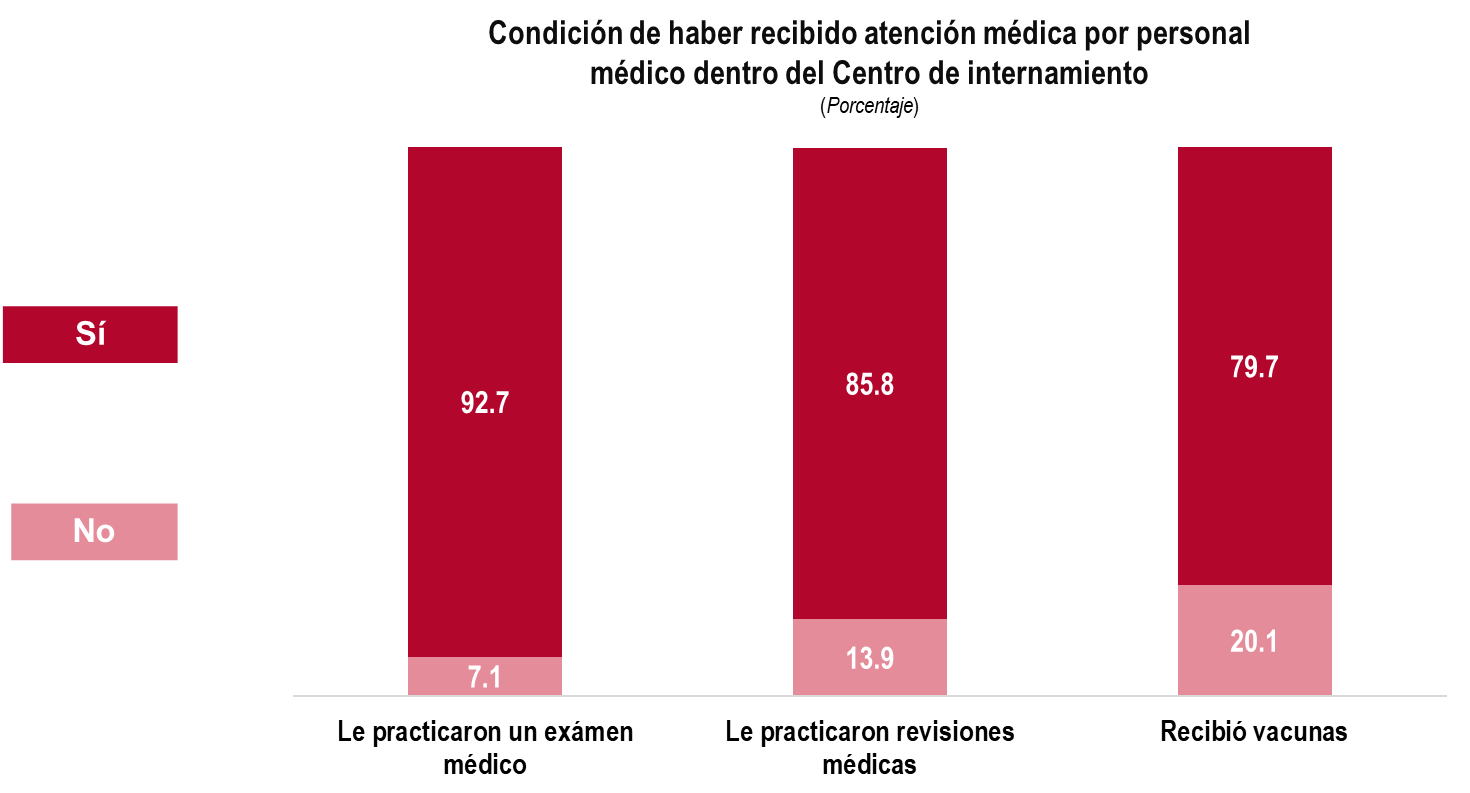 Condición de haber recibido atención médica por personal
médico dentro del Centro de internamiento
(Porcentaje)
Sí
No
92.7
85.8
79.7
7.1
13.9
20.1
Le practicaron un exámen
médico
Le practicaron revisiones
médicas
Recibió vacunas